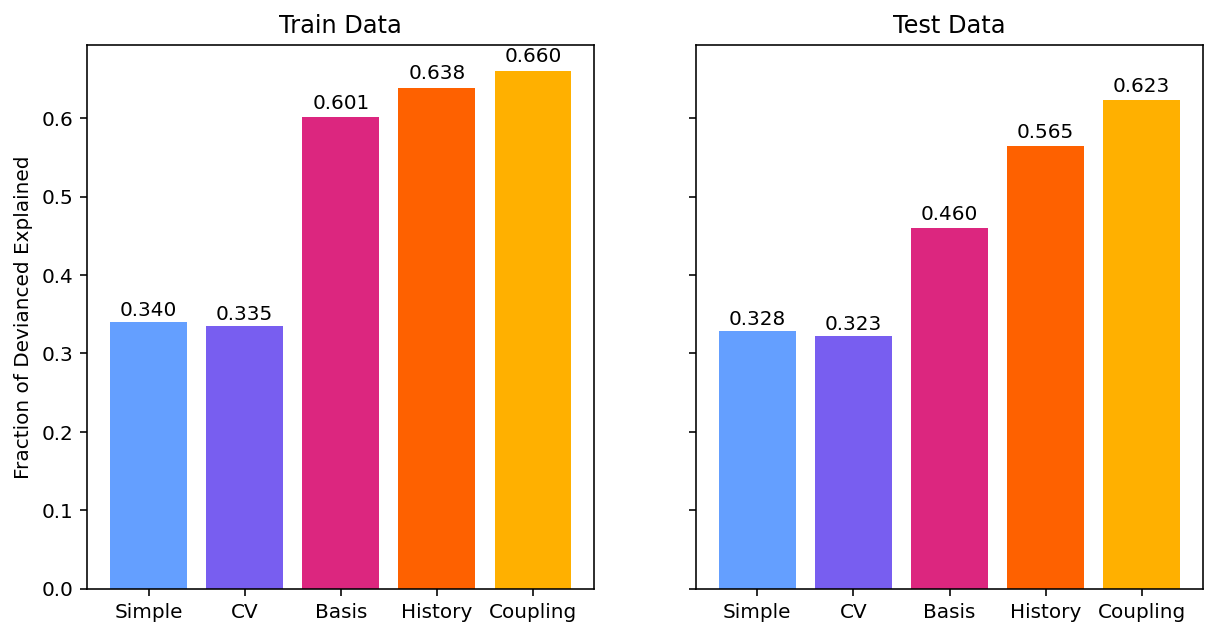 Train Data
Test Data
Fraction of Devianced Explained
0.6
0.5
0.4
0.3
0.2
0.1
0.0
0.340
0.335
0.601
0.638
0.660
Simple
CV
Basis
History
Coupling
0.328
0.323
0.460
0.565
0.623
Simple
CV
Basis
History
Coupling